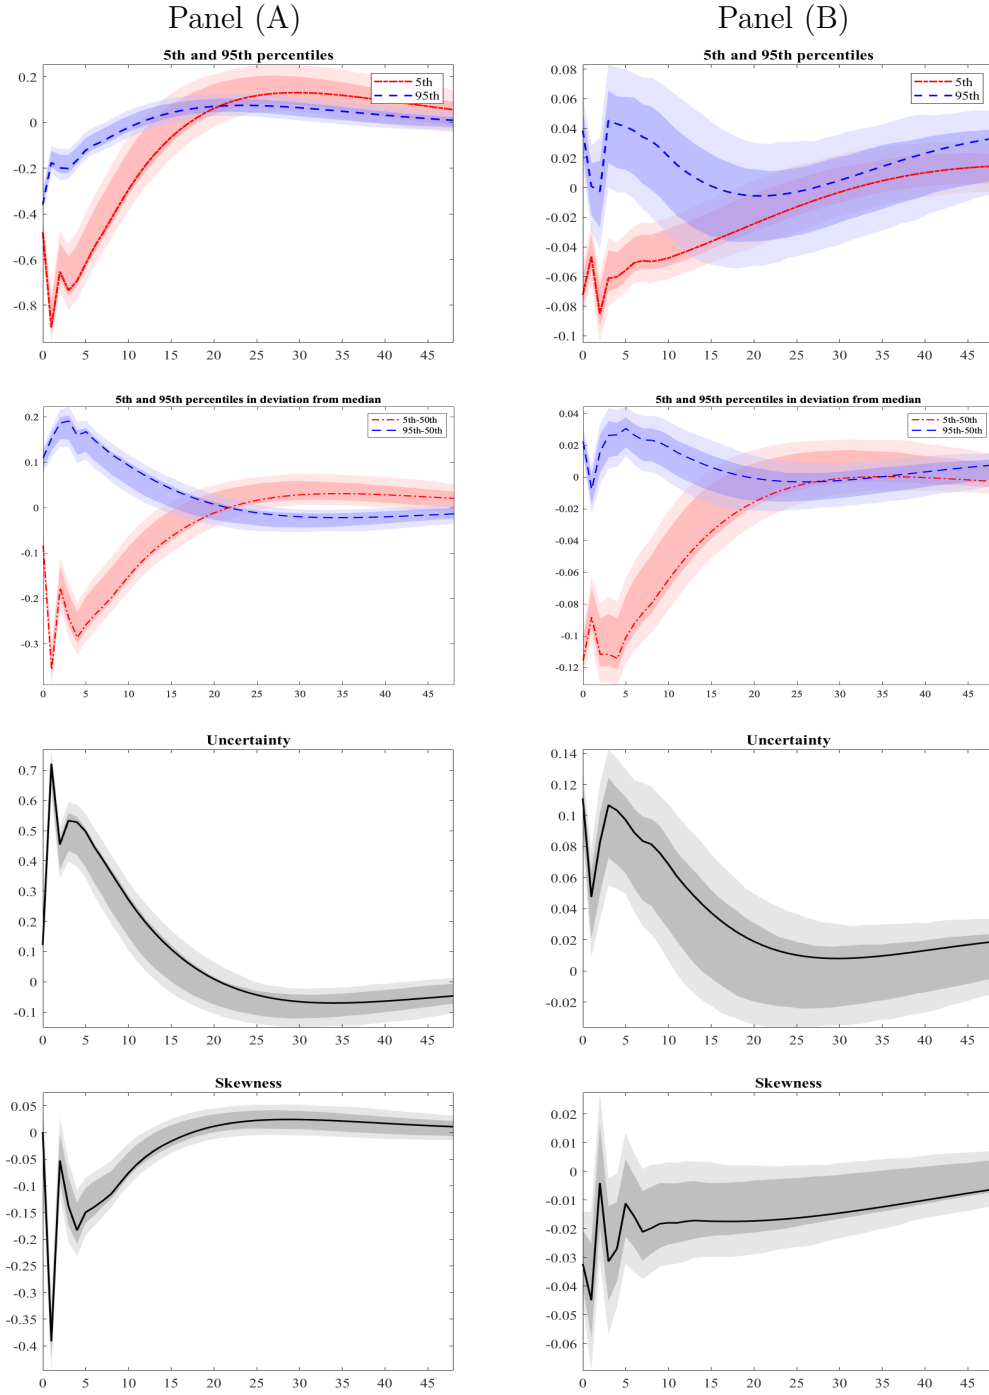 Panel (A)
5th and 95th percentiles
5th
95th
0.2
0
-0.2
-0.4
-0.6
-0.8
0 5 10 15 20 25 30 35 40 45
5th and 95th percentiles in deviation from median
5th-50th
95th-50th
0.2
0.1
0
-0.1
-0.2
-0.3
0 5 10 15 20 25 30 35 40 45
Uncertainty
0.7
0.6
0.5
0.4
0.3
0.2
0.1
0
-0.1
0 5 10 15 20 25 30 35 40 45
Skewness
0.05
0
-0.05
-0.1
-0.15
-0.2
-0.25
-0.3
-0.35
-0.4
0 5 10 15 20 25 30 35 40 45
Panel (B)
5th and 95th percentiles
5th
95th
0.08
0.06
0.04
0.02
0
-0.02
-0.04
-0.06
-0.08
-0.1
0 5 10 15 20 25 30 35 40 45
5th and 95th percentiles in deviation from median
5th-50th
95th-50th
0.04
0.02
0
-0.02
-0.04
-0.06
-0.08
-0.1
-0.12
0 5 10 15 20 25 30 35 40 45
Uncertainty
0.14
0.12
0.1
0.08
0.06
0.04
0.02
0
-0.02
0 5 10 15 20 25 30 35 40 45
Skewness
0.02
0.01
0
-0.01
-0.02
-0.03
-0.04
-0.05
-0.06
0 5 10 15 20 25 30 35 40 45